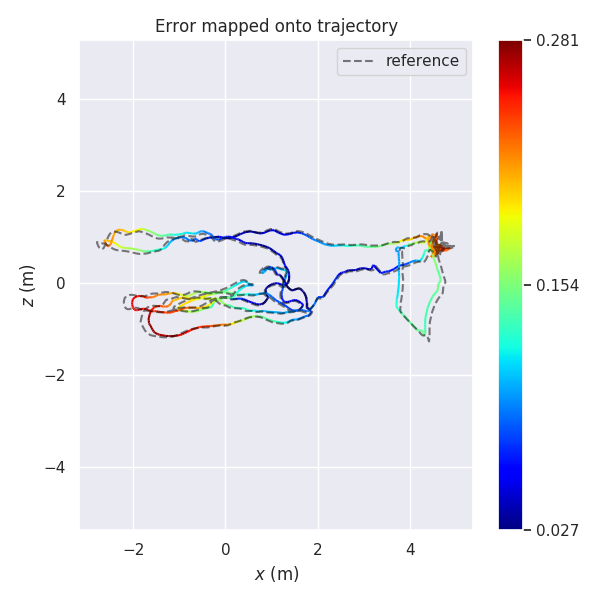 Error mapped onto trajectory
reference
4
2
0
−2
−4
z (m)
−2 0 2 4
x (m)
0.281
0.154
0.027